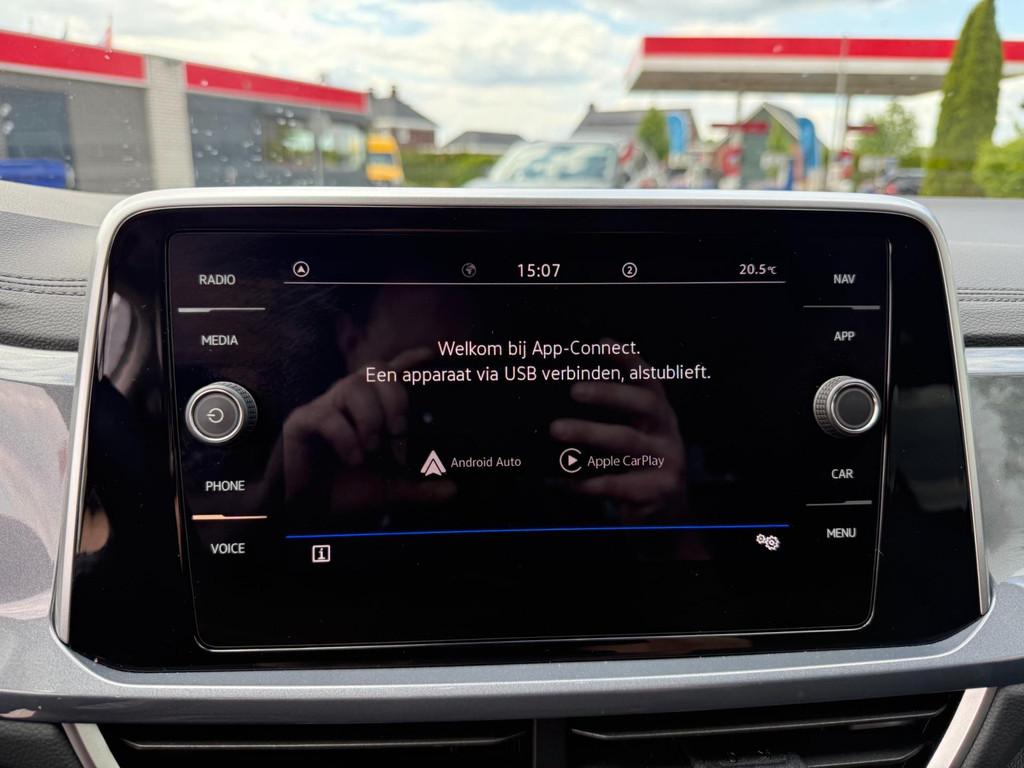 RADIO
MEDIA
PHONE
VOICE
15:07
2
20.5°C
Welkom bij App-Connect.
Een apparaat via USB verbinden, alstublieft.
Android Auto
Apple CarPlay
i
NAV
APP
CAR
MENU